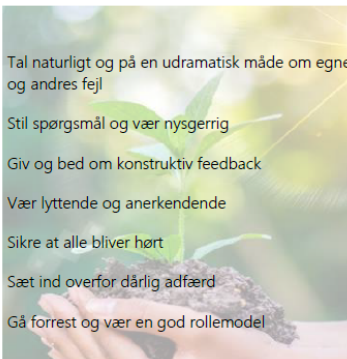 Tal naturligt og på en udramatisk måde om egne
og andres fejl
Stil spørgsmål og vær nysgerrig
Giv og bed om konstruktiv feedback
Vær lyttende og anerkendende
Sikre at alle bliver hørt
Sæt ind overfor dårlig adfærd
Gå forrest og vær en god rollemodel